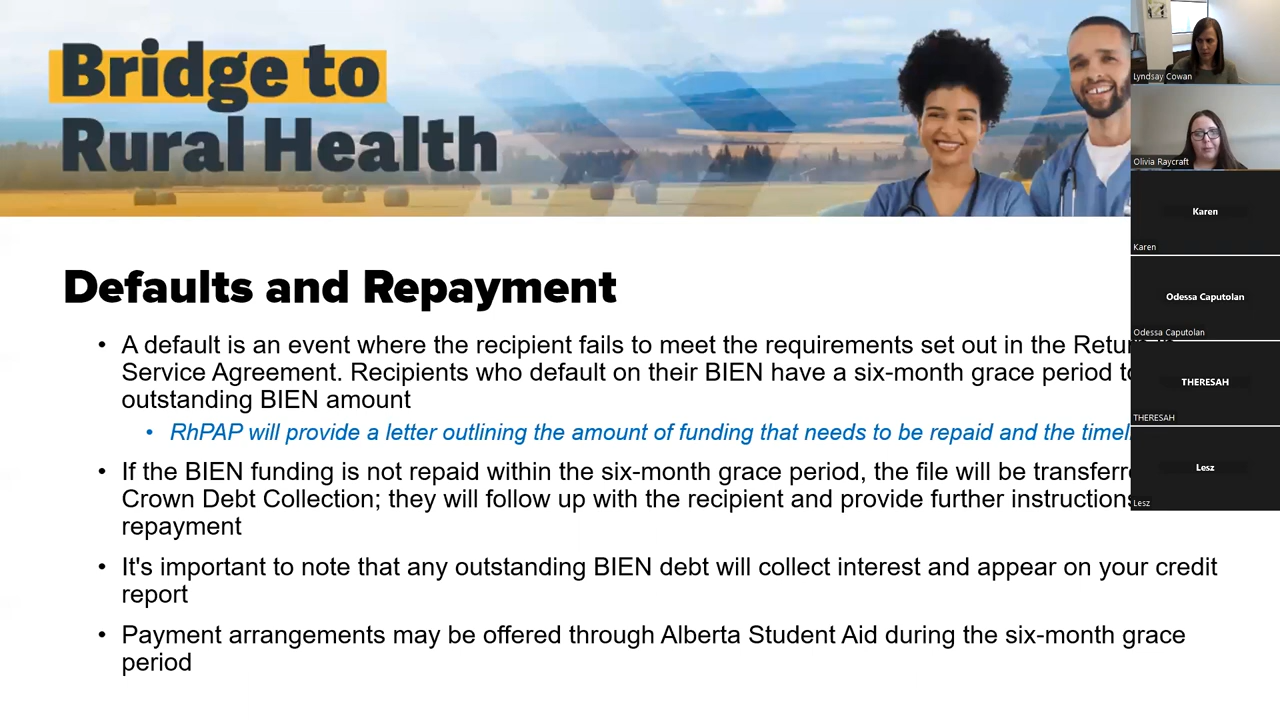 Bridge to
Rural Health
Defaults and Repayment
• A default is an event where the recipient fails to meet the requirements set out in the
Service Agreement. Recipients who default on their BIEN have a six-month grace period
outstanding BIEN amount
• RhPAP will provide a letter outlining the amount of funding that needs to be repaid and the
• If the BIEN funding is not repaid within the six-month grace period, the file will be
Crown Debt Collection; they will follow up with the recipient and provide further
repayment
• It's important to note that any outstanding BIEN debt will collect interest and appear on your credit
report
• Payment arrangements may be offered through Alberta Student Aid during the six-month grace
period
Lyndsay Cowan
Olivia Raycraft
Karen
Karen
Odessa Caputolan
Odessa Caputolan
THERESAH
THERESAH
Lesz
Lesz